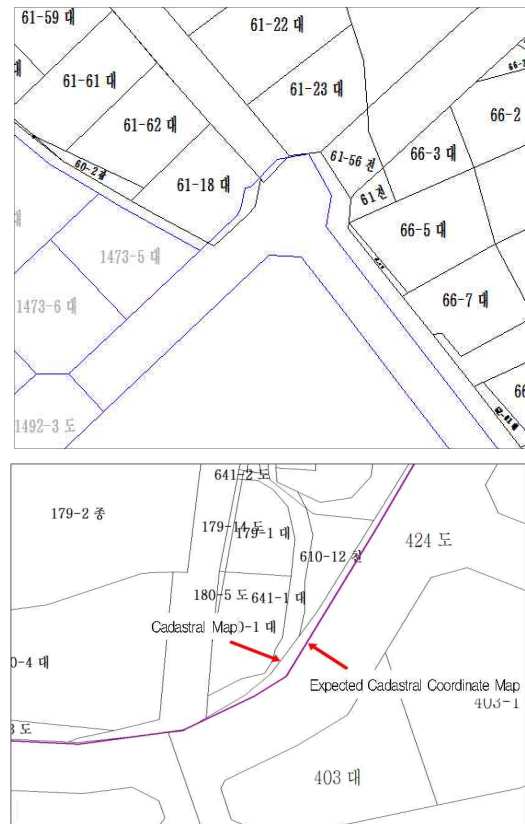 61-59 대
61-22 대
61-61 대
61-23 대
66-2
61-62 대
66-3 대
61-56 전
60-2
61-18 대
61 전
66-5 대
1473-5 대
66-7 대
1473-6 대
66
1492-3 도
641-2 도
179-2 종
179-14 도
179-1 대
424 도
610-12 전
180-5 도
641-1 대
Cadastral Map
-1 대
0-4 대
Expected Cadastral Coordinate Map
403-1
3 도
403 대